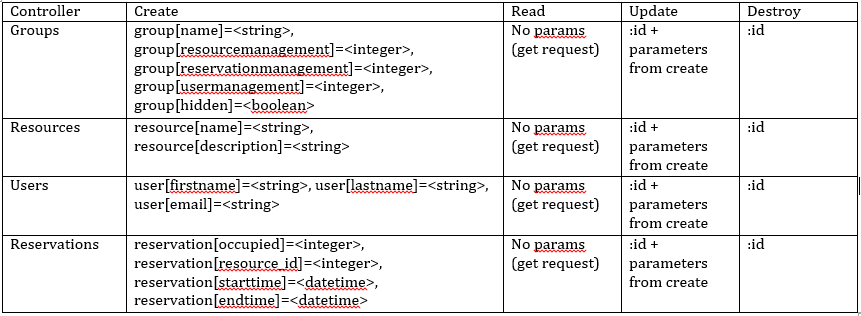 Controller Create Read Update Destroy
Groups group[name]=<string>, No params :id + :id
group[resourcemanagement]=<integer>, (get request) parameters
group[reservationmanagement]=<integer>, from create
group[usermanagement]=<integer>,
group[hidden]=<boolean>
Resources resource[name]=<string>, No params :id + :id
resource[description]=<string> (get request) parameters
from create
Users user[firstname]=<string>, user[lastname]=<string>, No params :id + :id
user[email]=<string> (get request) parameters
from create
Reservations reservation[occupied]=<integer>, No params :id + :id
reservation[resource_id]=<integer>, (get request) parameters
reservation[starttime]=<datetime>, from create
reservation[endtime]=<datetime>